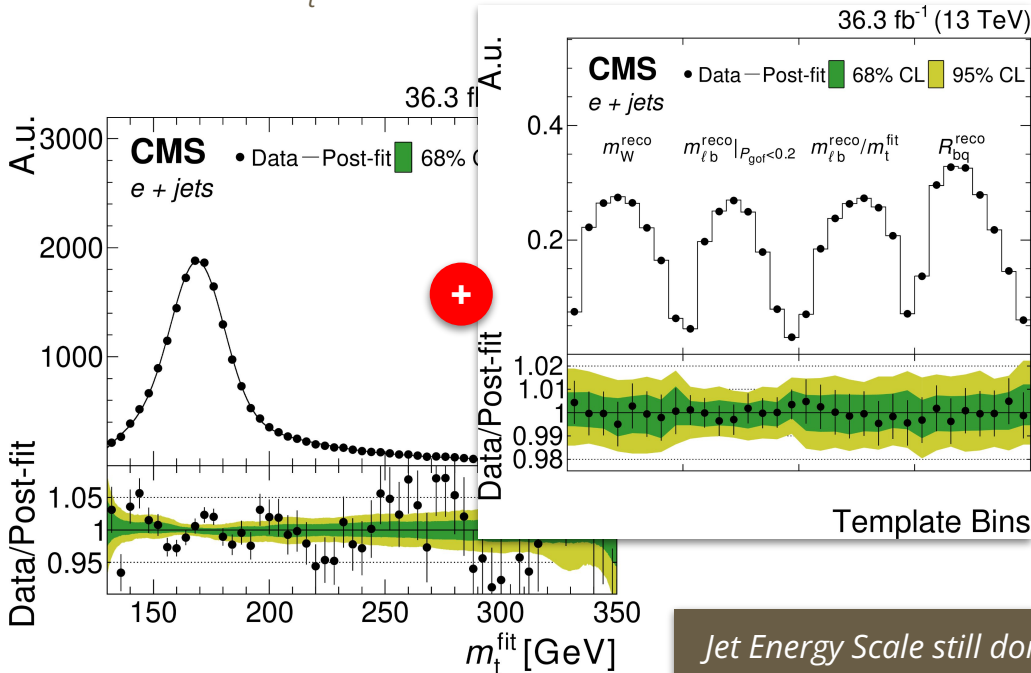 t
36.3 fb⁻¹ (13 TeV)
A.u.
CMS
Data Post-fit 68% CL 95% CL
e + jets
m_W^reco m_ℓb^reco|P_gof<0.2 m_ℓb^reco/m_t^fit R_bq^reco
0.4
0.2
Data/Post-fit
1.02
1.01
1
0.99
0.98
Template Bins
36.3
A.u.
3000
CMS
Data Post-fit 68%
e + jets
2000
1000
+
Data/Post-fit
1.05
1
0.95
150 200 250 300 350
m_t^fit [GeV]
Jet Energy Scale still